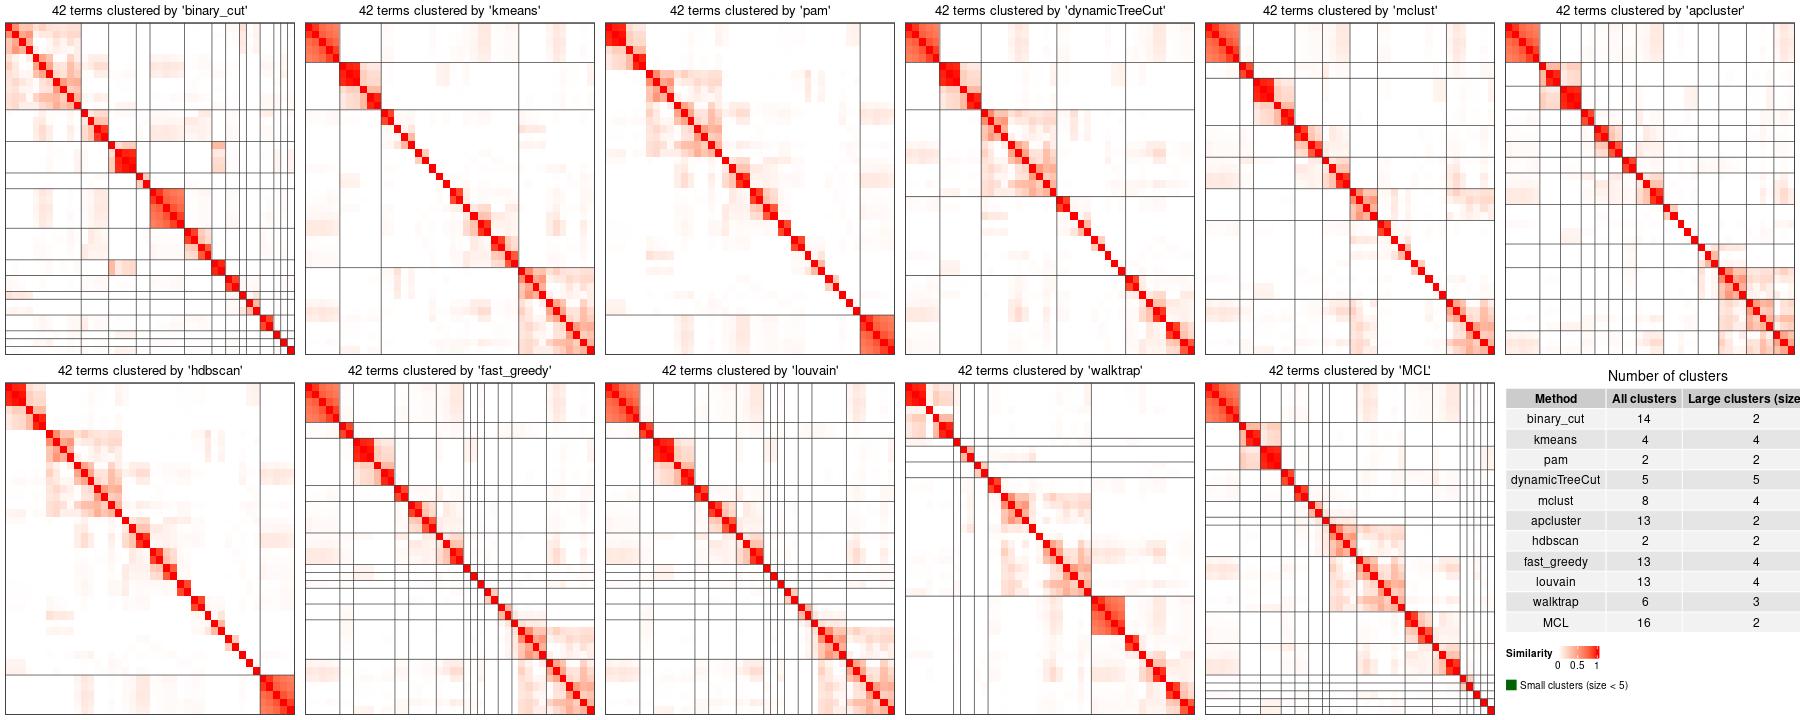 42 terms clustered by 'binary_cut'
42 terms clustered by 'kmeans'
42 terms clustered by 'pam'
42 terms clustered by 'dynamicTreeCut'
42 terms clustered by 'mclust'
42 terms clustered by 'apcluster'
42 terms clustered by 'hdbscan'
42 terms clustered by 'fast_greedy'
42 terms clustered by 'louvain'
42 terms clustered by 'walktrap'
42 terms clustered by 'MCL'
Number of clusters
Method All clusters Large clusters (size
binary_cut 14 2
kmeans 4 4
pam 2 2
dynamicTreeCut 5 5
mclust 8 4
apcluster 13 2
hdbscan 2 2
fast_greedy 13 4
louvain 13 4
walktrap 6 3
MCL 16 2
Similarity
0 0.5 1
Small clusters (size < 5)